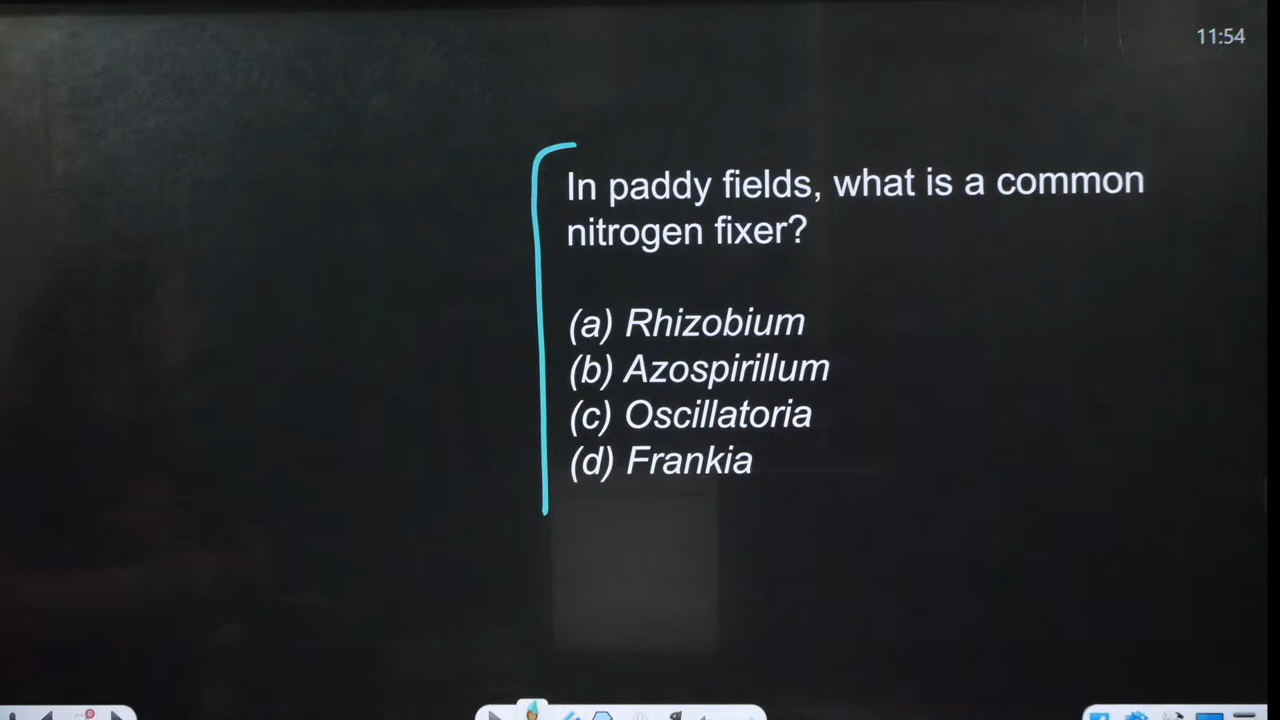 11:54
In paddy fields, what is a common
nitrogen fixer?
(a) Rhizobium
(b) Azospirillum
(c) Oscillatoria
(d) Frankia